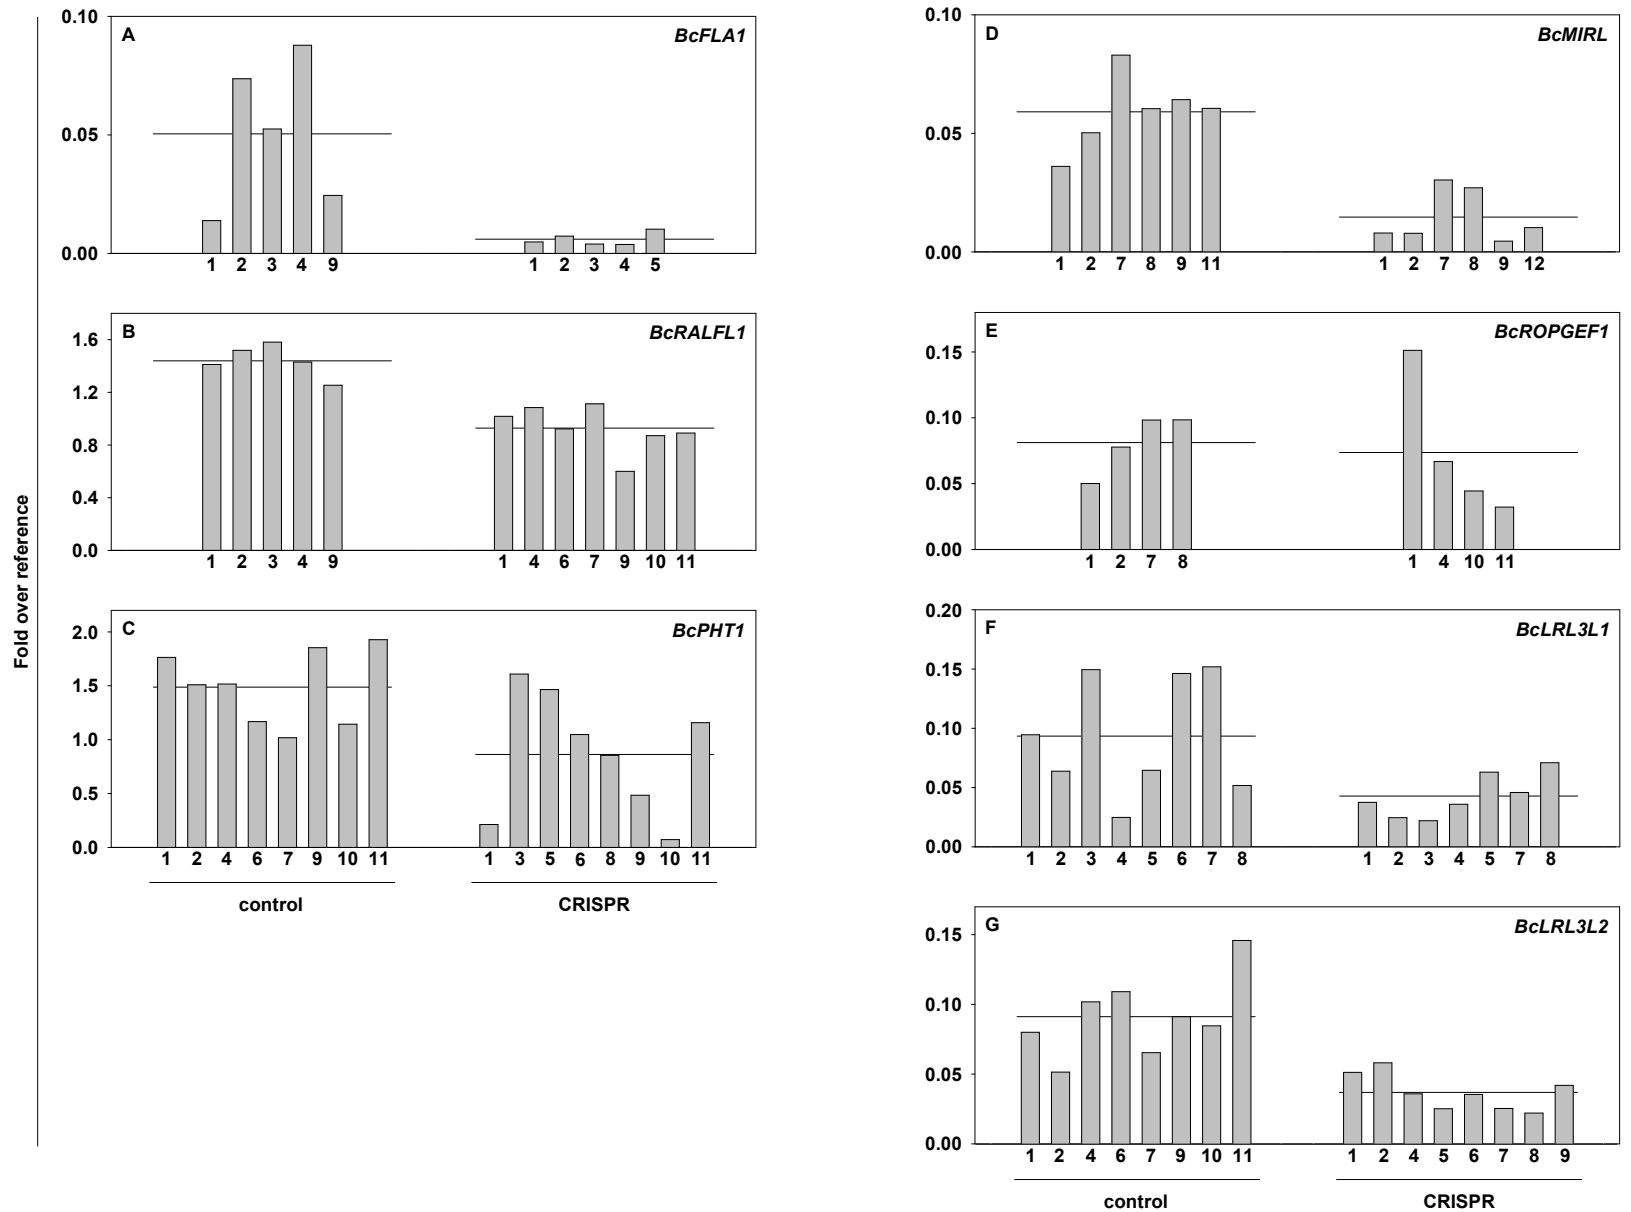 Fold over reference
A
BcFLA1
0.10
0.05
0.00
1 2 3 4 9
1 2 3 4 5
B
BcRALFL1
1.6
1.2
0.8
0.4
0.0
1 2 3 4 9
1 4 6 7 9 10 11
C
BcPHT1
2.0
1.5
1.0
0.5
0.0
1 2 4 6 7 9 10 11
1 3 5 6 8 9 10 11
control
CRISPR
D
BcMIRL
0.10
0.05
0.00
1 2 7 8 9 11
1 2 7 8 9 12
E
BcROPGEF1
0.15
0.10
0.05
0.00
1 2 7 8
1 4 10 11
F
BcLRL3L1
0.20
0.15
0.10
0.05
0.00
1 2 3 4 5 6 7 8
1 2 3 4 5 7 8
G
BcLRL3L2
0.15
0.10
0.05
0.00
1 2 4 6 7 9 10 11
1 2 4 5 6 7 8 9
control
CRISPR